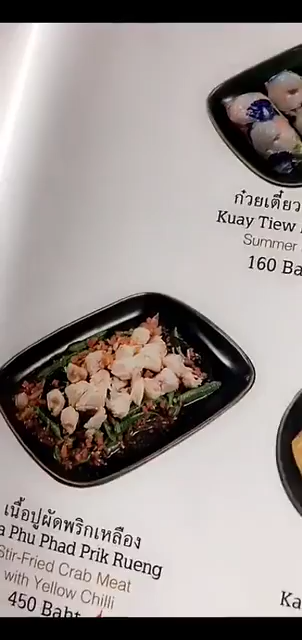 ก๋วยเตี๋ยว
Kuay Tiew
Summer
160 Ba
เนื้อปูผัดพริกเหลือง
a Phu Phad Prik Rueng
Stir-Fried Crab Meat
with Yellow Chilli
450 Baht
Ka